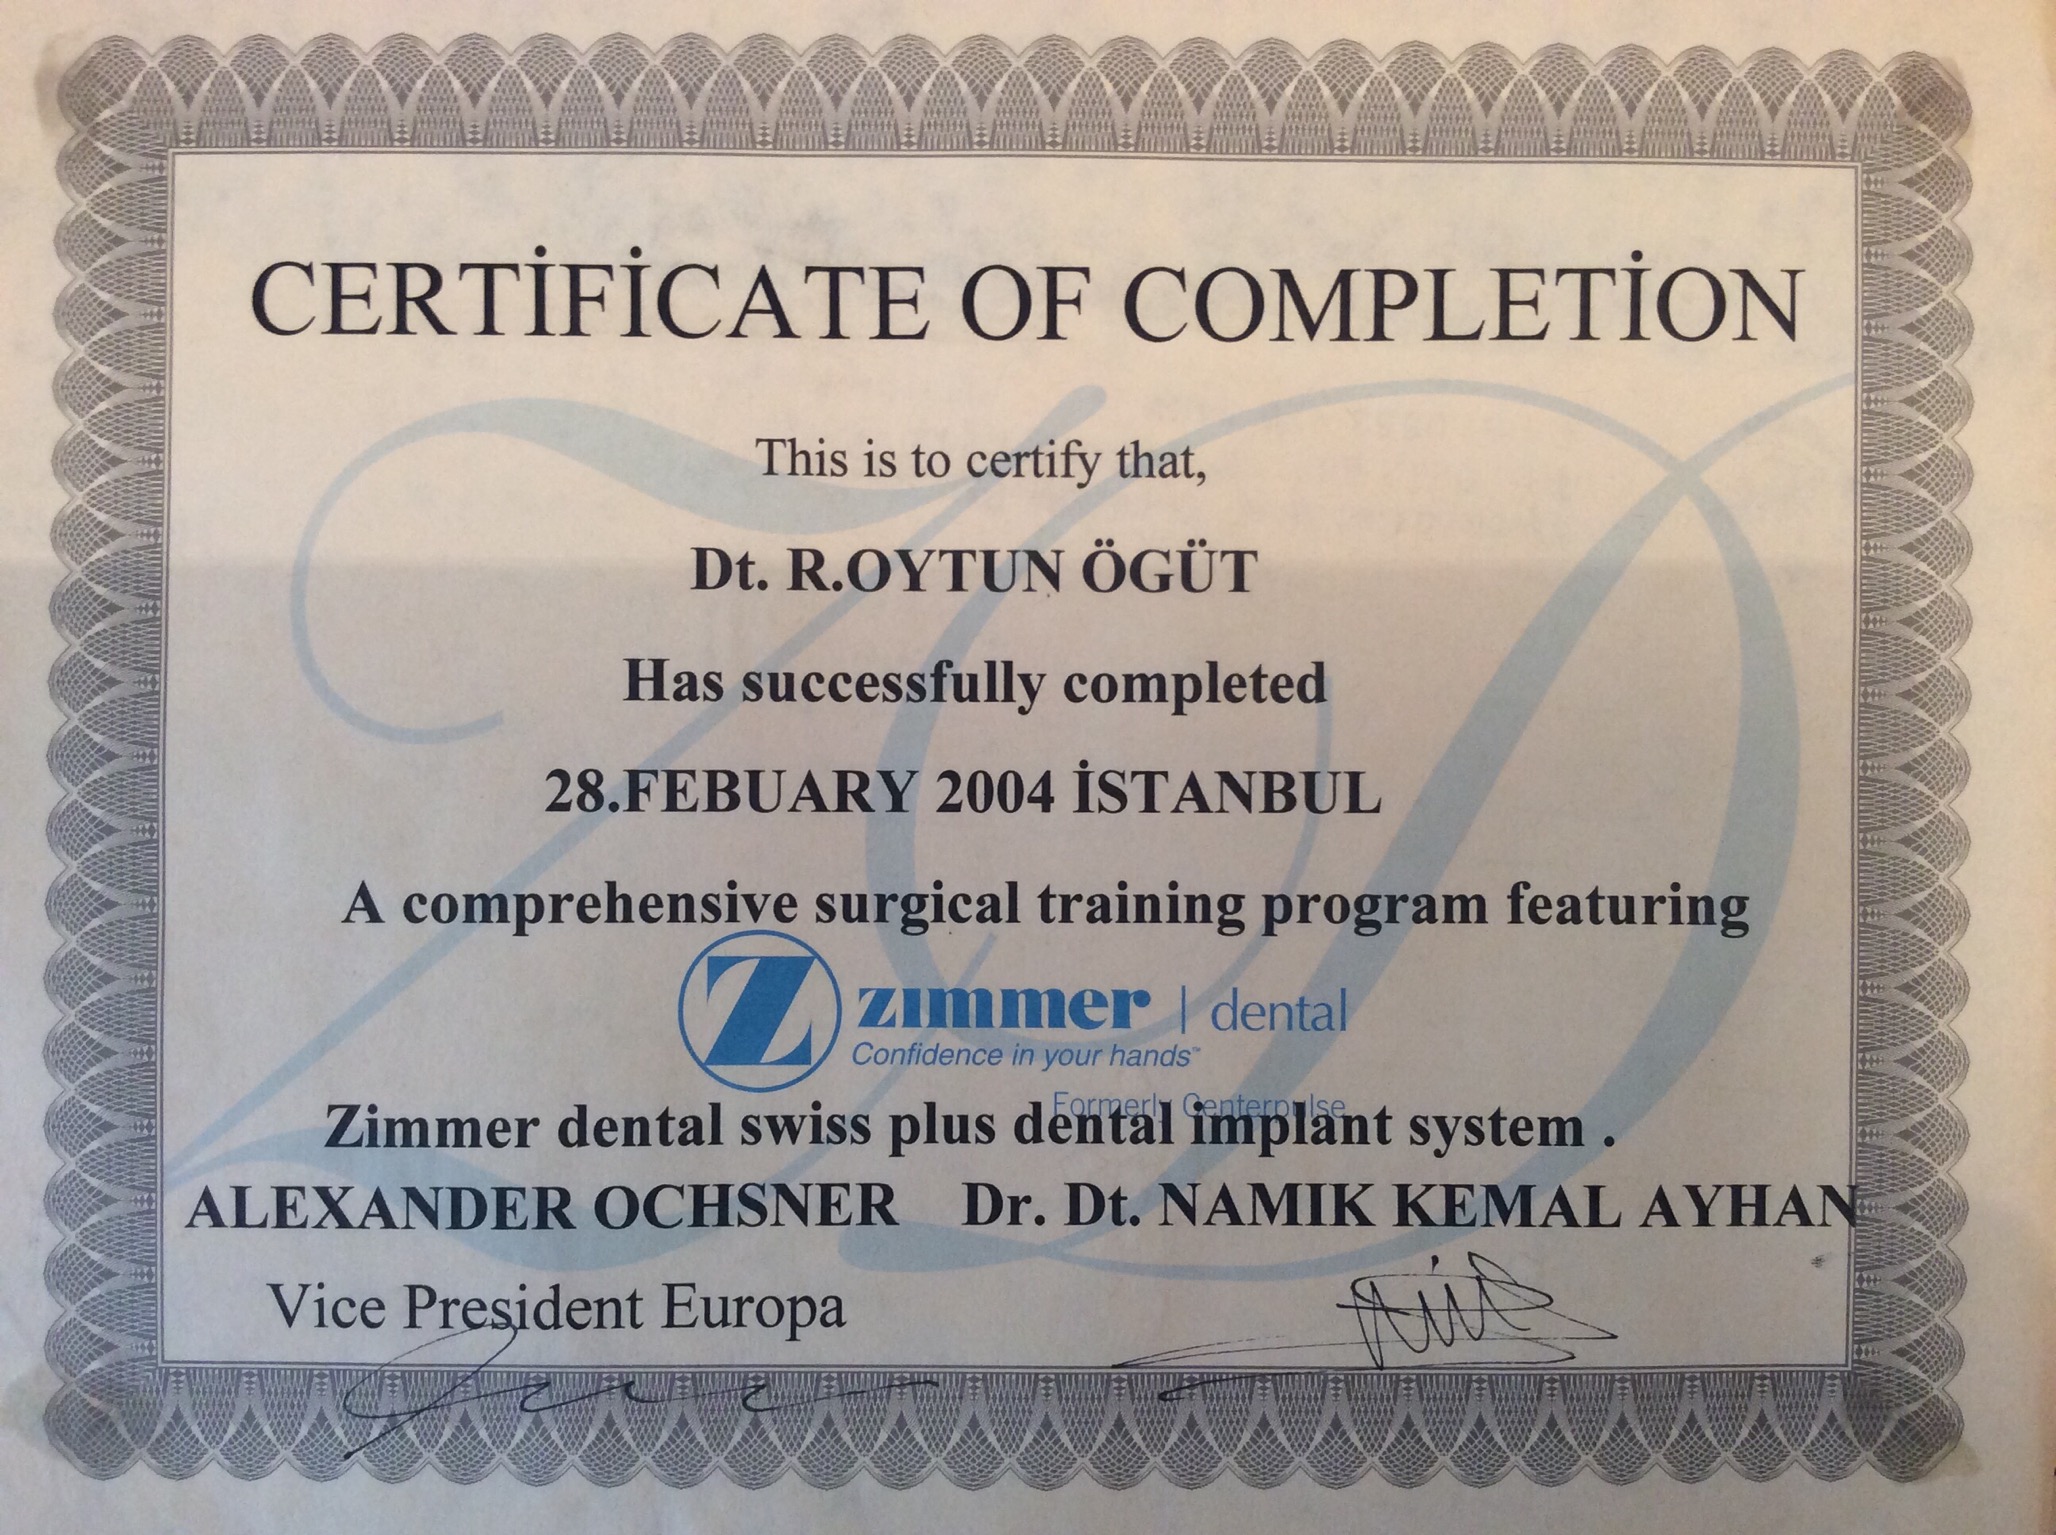 CERTİFİCATE OF COMPLETİON
This is to certify that,
Dt. R.OYTUN ÖGÜT
Has successfully completed
28.FEBUARY 2004 İSTANBUL
A comprehensive surgical training program featuring
Z zimmer | dental
Confidence in your hands™
Formerly Centerpulse
Zimmer dental swiss plus dental implant system .
ALEXANDER OCHSNER Dr. Dt. NAMIK KEMAL AYHAN
Vice President Europa